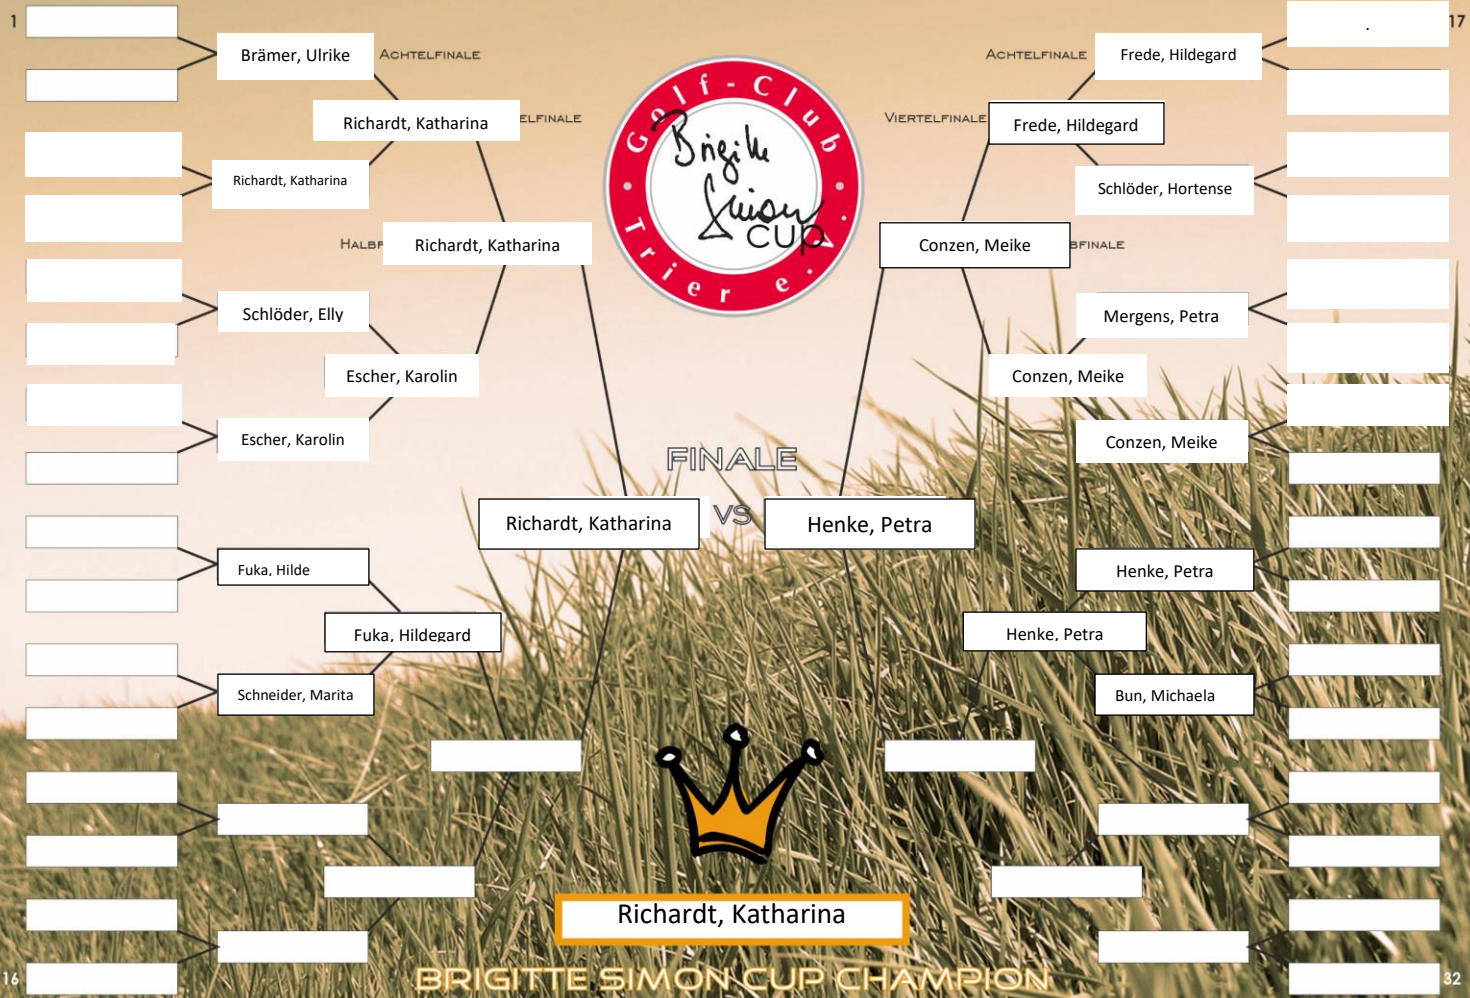 1
17
.
Brämer, Ulrike
ACHTELFINALE
ACHTELFINALE
Frede, Hildegard
Golf-Club
Trier e.V.
Brigitte
Simon
CUP
Richardt, Katharina
ELFINALE
VIERTELFINALE
Frede, Hildegard
Richardt, Katharina
Schlöder, Hortense
HALBF
Richardt, Katharina
Conzen, Meike
BFINALE
Schlöder, Elly
Mergens, Petra
Escher, Karolin
Conzen, Meike
Escher, Karolin
Conzen, Meike
FINALE
Richardt, Katharina
VS
Henke, Petra
Fuka, Hilde
Henke, Petra
Fuka, Hildegard
Henke, Petra
Schneider, Marita
Bun, Michaela
Richardt, Katharina
16
BRIGITTE SIMON CUP CHAMPION
32